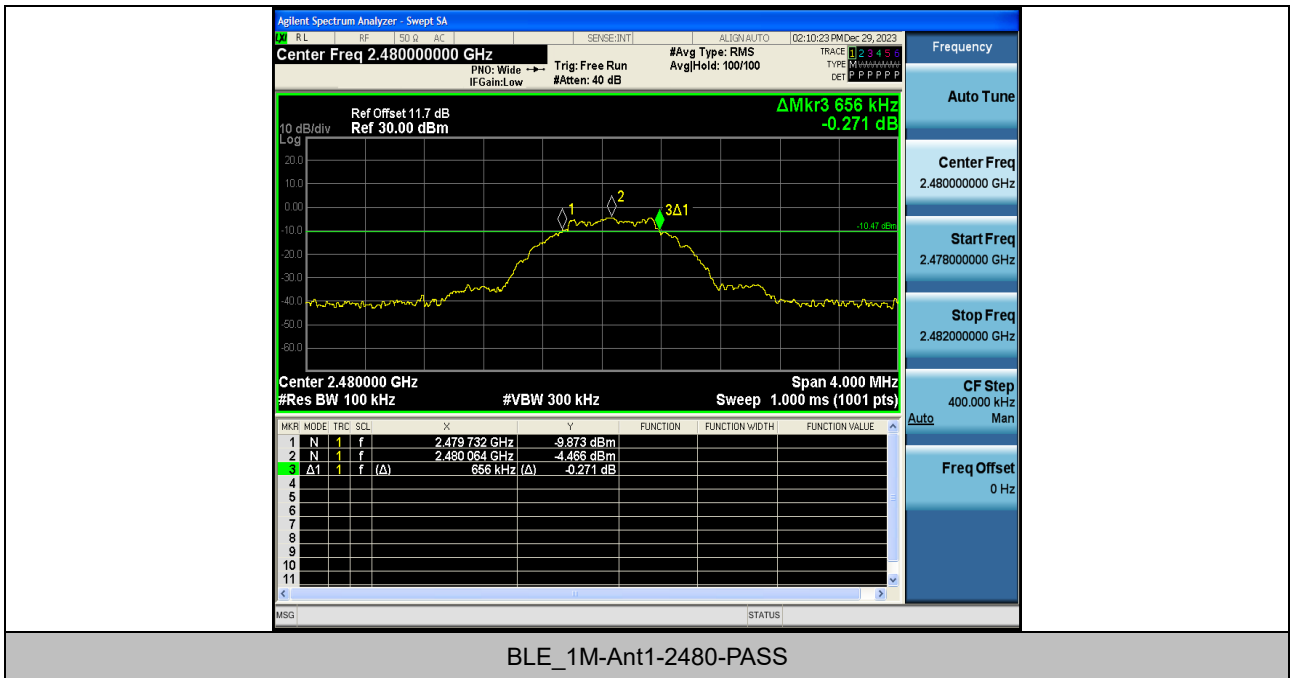 Agilent Spectrum Analyzer - Swept SA
RL RF 50 Ω AC SENSE:INT ALIGN AUTO 02:10:23 PM Dec 29, 2023
Center Freq 2.480000000 GHz
PNO: Wide
IFGain:Low
Trig: Free Run
#Atten: 40 dB
#Avg Type: RMS
Avg|Hold: 100/100
TRACE 1 2 3 4 5 6
TYPE M
DET P P P P P P
Frequency
Auto Tune
Center Freq
2.480000000 GHz
Start Freq
2.478000000 GHz
Stop Freq
2.482000000 GHz
CF Step
400.000 kHz
Auto Man
Freq Offset
0 Hz
ΔMkr3 656 kHz
-0.271 dB
Ref Offset 11.7 dB
10 dB/div Ref 30.00 dBm
Log
20.0
10.0
0.00
-10.0
-20.0
-30.0
-40.0
-50.0
-60.0
1
2
3Δ1
-10.47 dBm
Center 2.480000 GHz Span 4.000 MHz
#Res BW 100 kHz #VBW 300 kHz Sweep 1.000 ms (1001 pts)
MKR MODE TRC SCL X Y FUNCTION FUNCTION WIDTH FUNCTION VALUE
1 N 1 f 2.479 732 GHz -9.873 dBm
2 N 1 f 2.480 064 GHz -4.466 dBm
3 Δ1 1 f (Δ) 656 kHz (Δ) -0.271 dB
4
5
6
7
8
9
10
11
MSG STATUS
BLE_1M-Ant1-2480-PASS